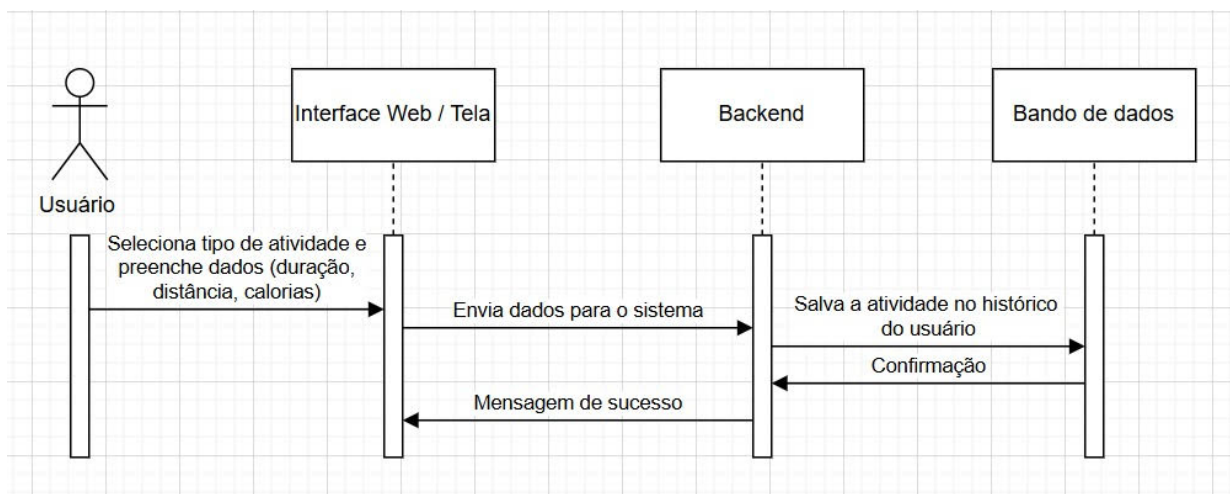 Interface Web / Tela
Backend
Bando de dados
Usuário
Seleciona tipo de atividade e
preenche dados (duração,
distância, calorias)
Envia dados para o sistema
Salva a atividade no histórico
do usuário
Confirmação
Mensagem de sucesso